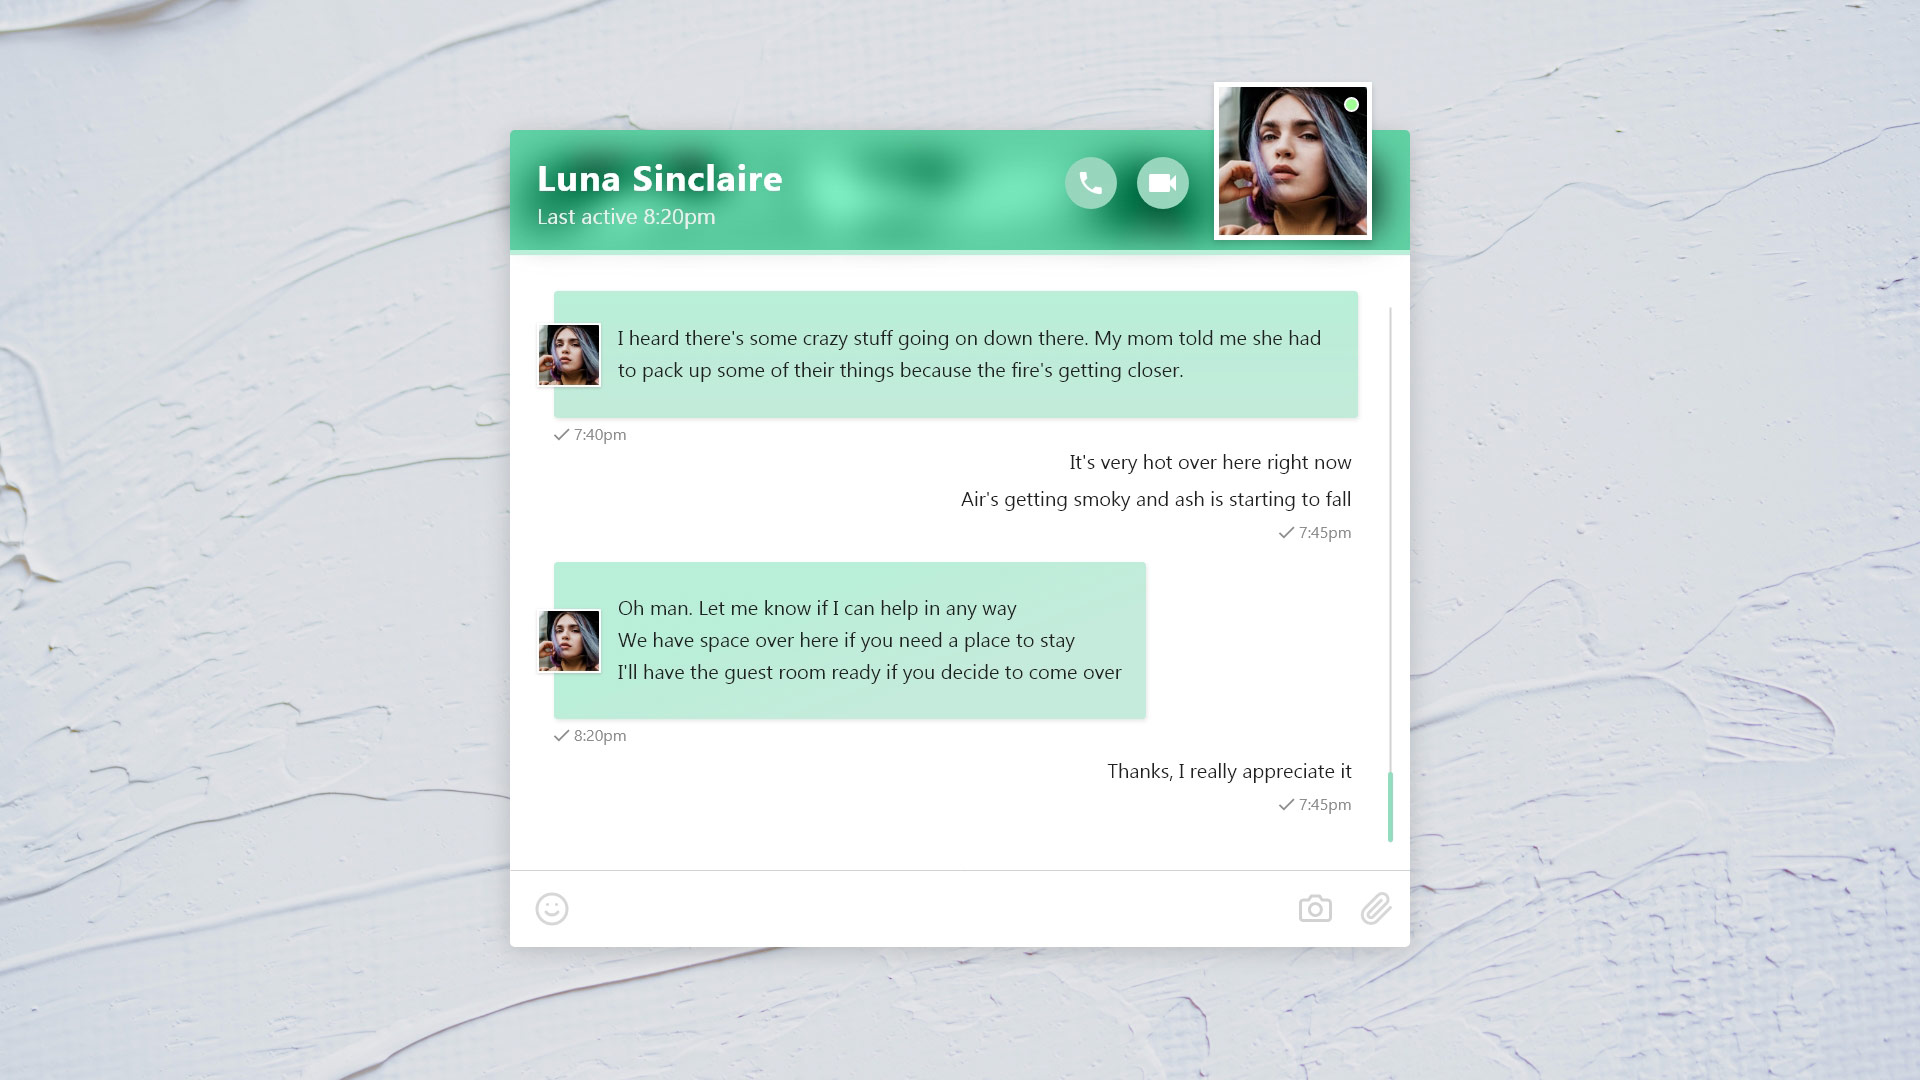 Luna Sinclaire
Last active 8:20pm
I heard there's some crazy stuff going on down there. My mom told me she had
to pack up some of their things because the fire's getting closer.
7:40pm
It's very hot over here right now
Air's getting smoky and ash is starting to fall
7:45pm
Oh man. Let me know if I can help in any way
We have space over here if you need a place to stay
I'll have the guest room ready if you decide to come over
8:20pm
Thanks, I really appreciate it
7:45pm